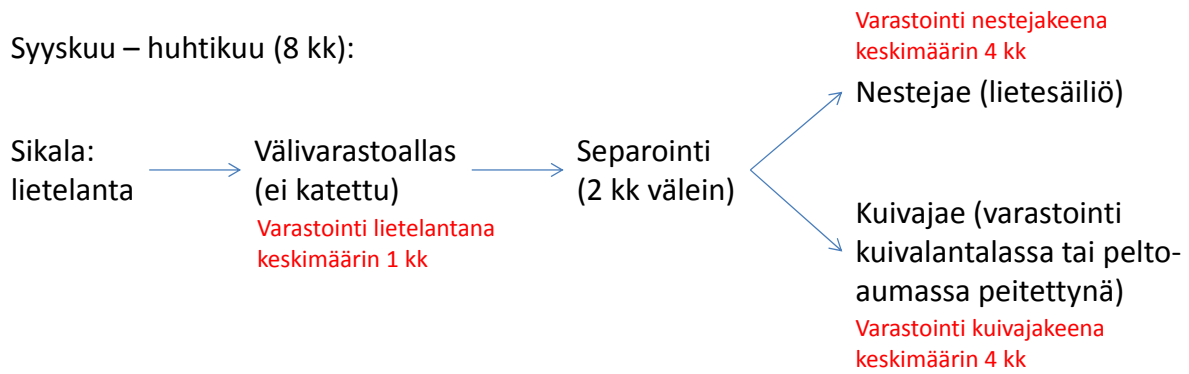 Syyskuu – huhtikuu (8 kk):
Sikala:
lietelanta
Välivarastoallas
(ei katettu)
Varastointi lietelantana
keskimäärin 1 kk
Separointi
(2 kk välein)
Varastointi nestejakeena
keskimäärin 4 kk
Nestejae (lietesäiliö)
Kuivajae (varastointi
kuivalantalassa tai pelto-
aumassa peitettynä)
Varastointi kuivajakeena
keskimäärin 4 kk